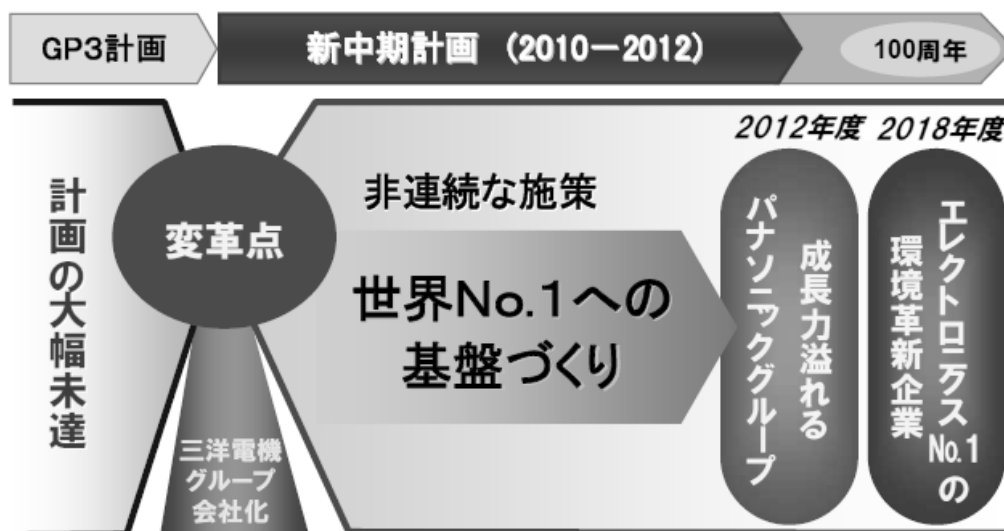 GP3計画
新中期計画 (2010－2012)
100周年
計画の大幅未達
変革点
三洋電機
グループ
会社化
非連続な施策
世界No.1への
基盤づくり
2012年度
成長力溢れる
パナソニックグループ
2018年度
エレクトロニクスNo.1の
環境革新企業